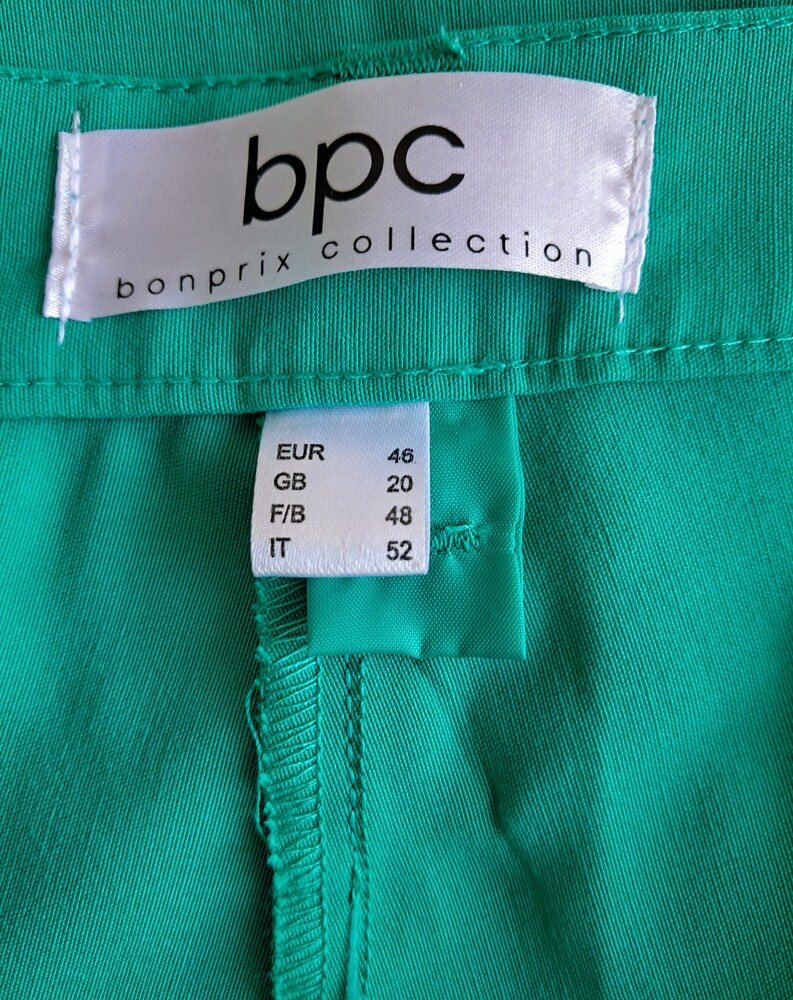 bpc
bonprix collection
EUR 46
GB 20
F/B 48
IT 52